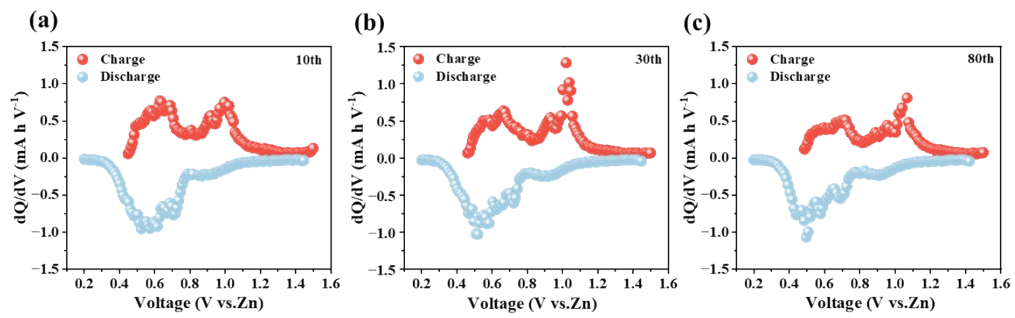 (a)
Charge
Discharge
10th
1.5
1.0
0.5
0.0
−0.5
−1.0
−1.5
dQ/dV (mA h V⁻¹)
0.2 0.4 0.6 0.8 1.0 1.2 1.4 1.6
Voltage (V vs.Zn)
(b)
Charge
Discharge
30th
1.5
1.0
0.5
0.0
−0.5
−1.0
−1.5
dQ/dV (mA h V⁻¹)
0.2 0.4 0.6 0.8 1.0 1.2 1.4 1.6
Voltage (V vs.Zn)
(c)
Charge
Discharge
80th
1.5
1.0
0.5
0.0
−0.5
−1.0
−1.5
dQ/dV (mA h V⁻¹)
0.2 0.4 0.6 0.8 1.0 1.2 1.4 1.6
Voltage (V vs.Zn)